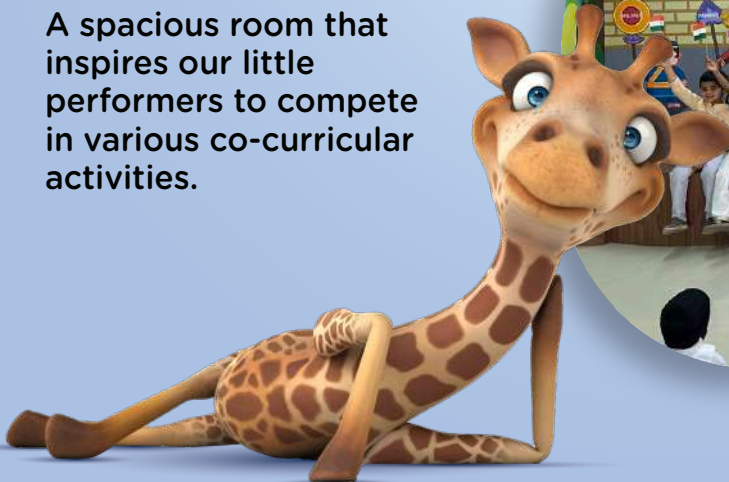 A spacious room that
inspires our little
performers to compete
in various co-curricular
activities.